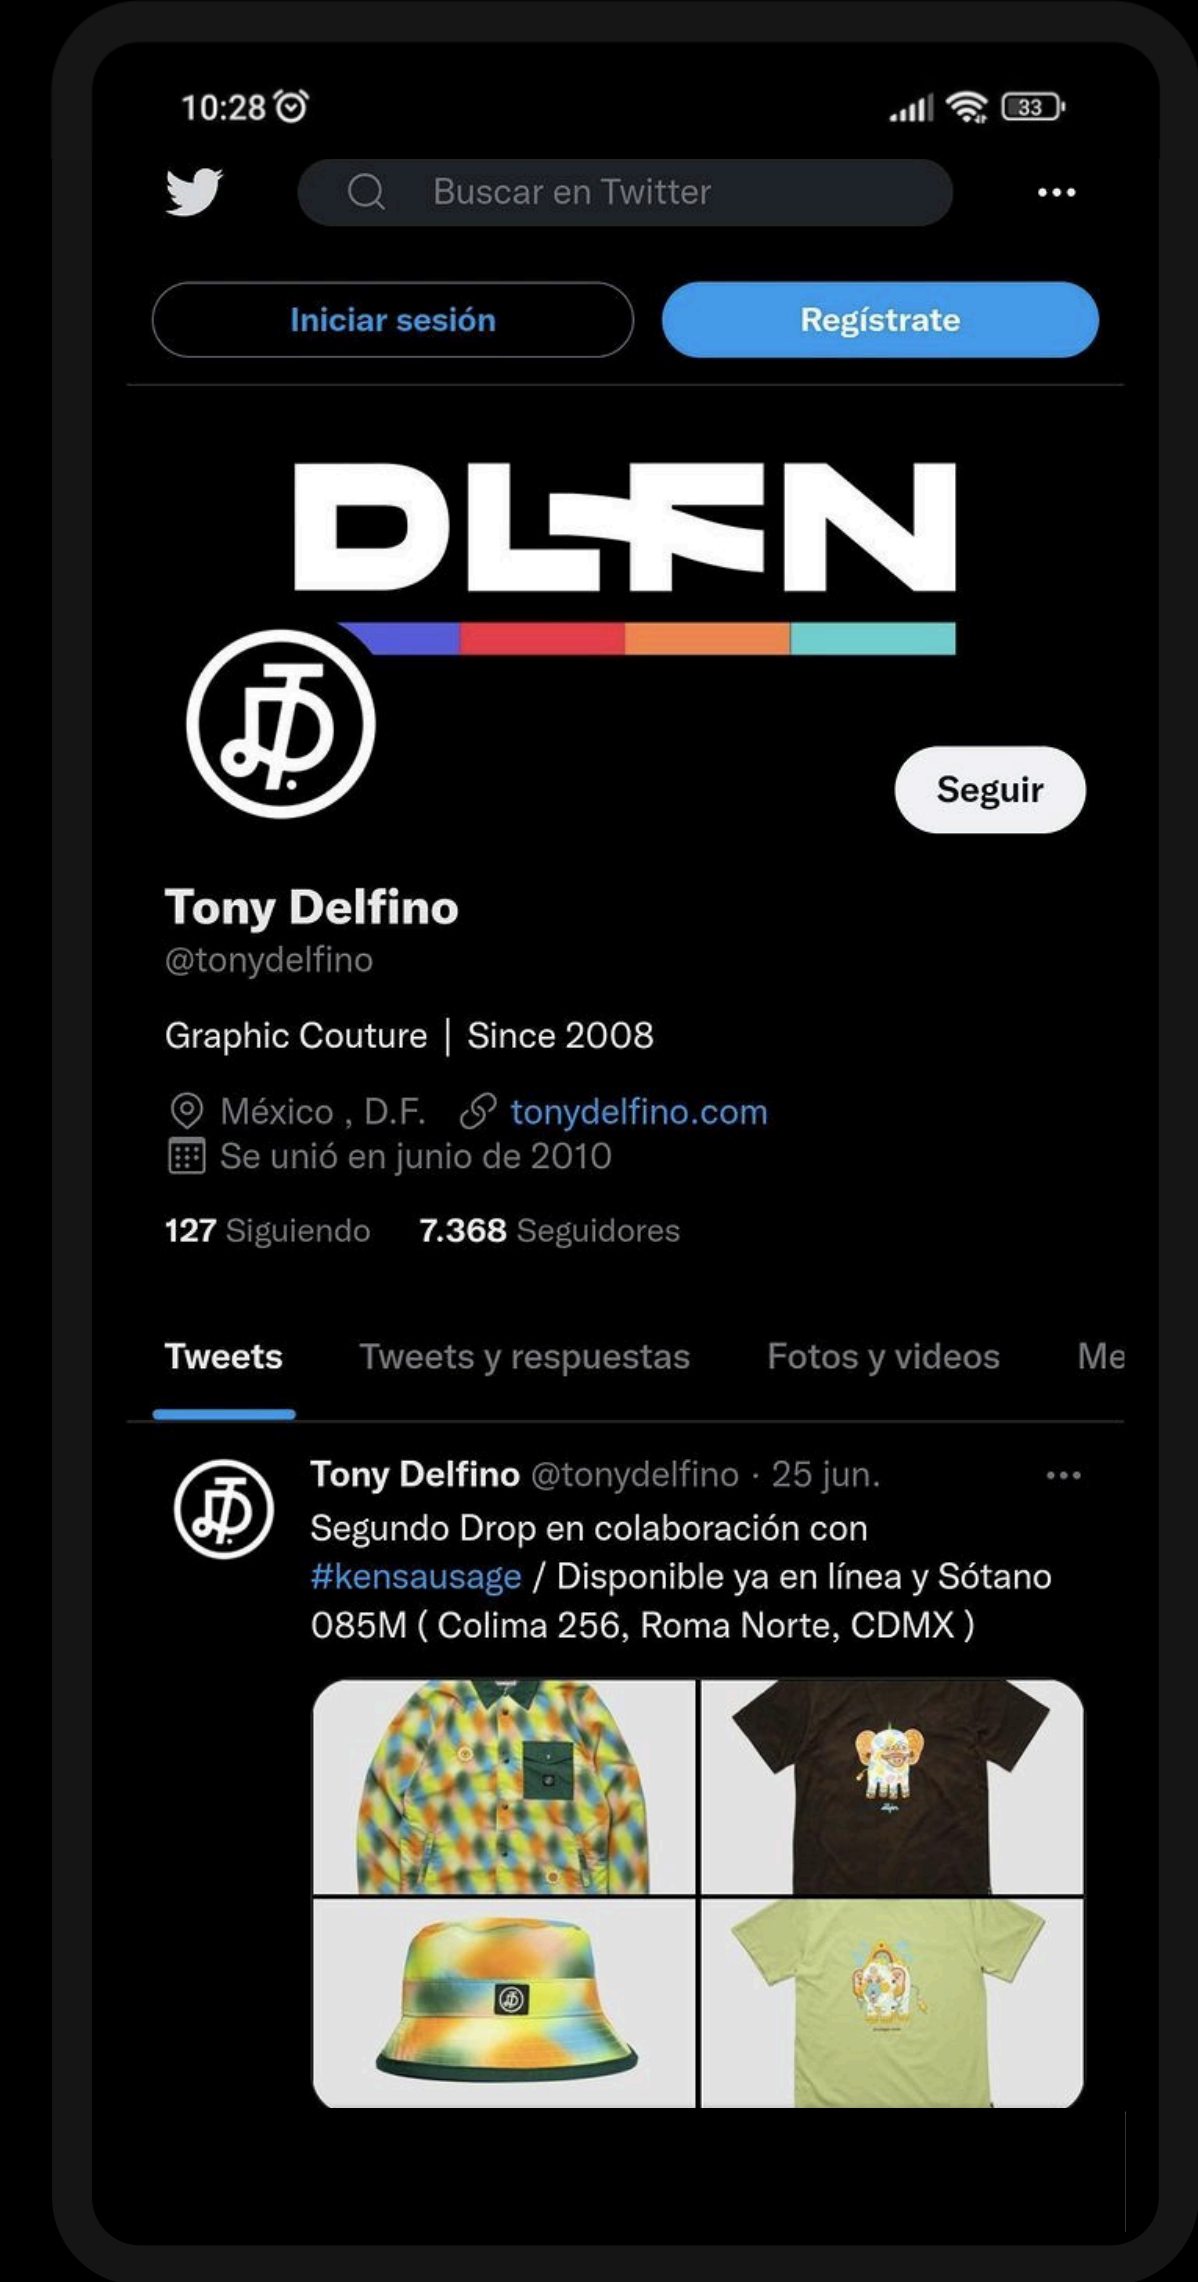 10:28
33
Buscar en Twitter
Iniciar sesión
Regístrate
DLFN
Seguir
Tony Delfino
@tonydelfino
Graphic Couture | Since 2008
México , D.F. tonydelfino.com
Se unió en junio de 2010
127 Siguiendo 7.368 Seguidores
Tweets Tweets y respuestas Fotos y videos Me
Tony Delfino @tonydelfino · 25 jun.
Segundo Drop en colaboración con
#kensausage / Disponible ya en línea y Sótano
085M ( Colima 256, Roma Norte, CDMX )